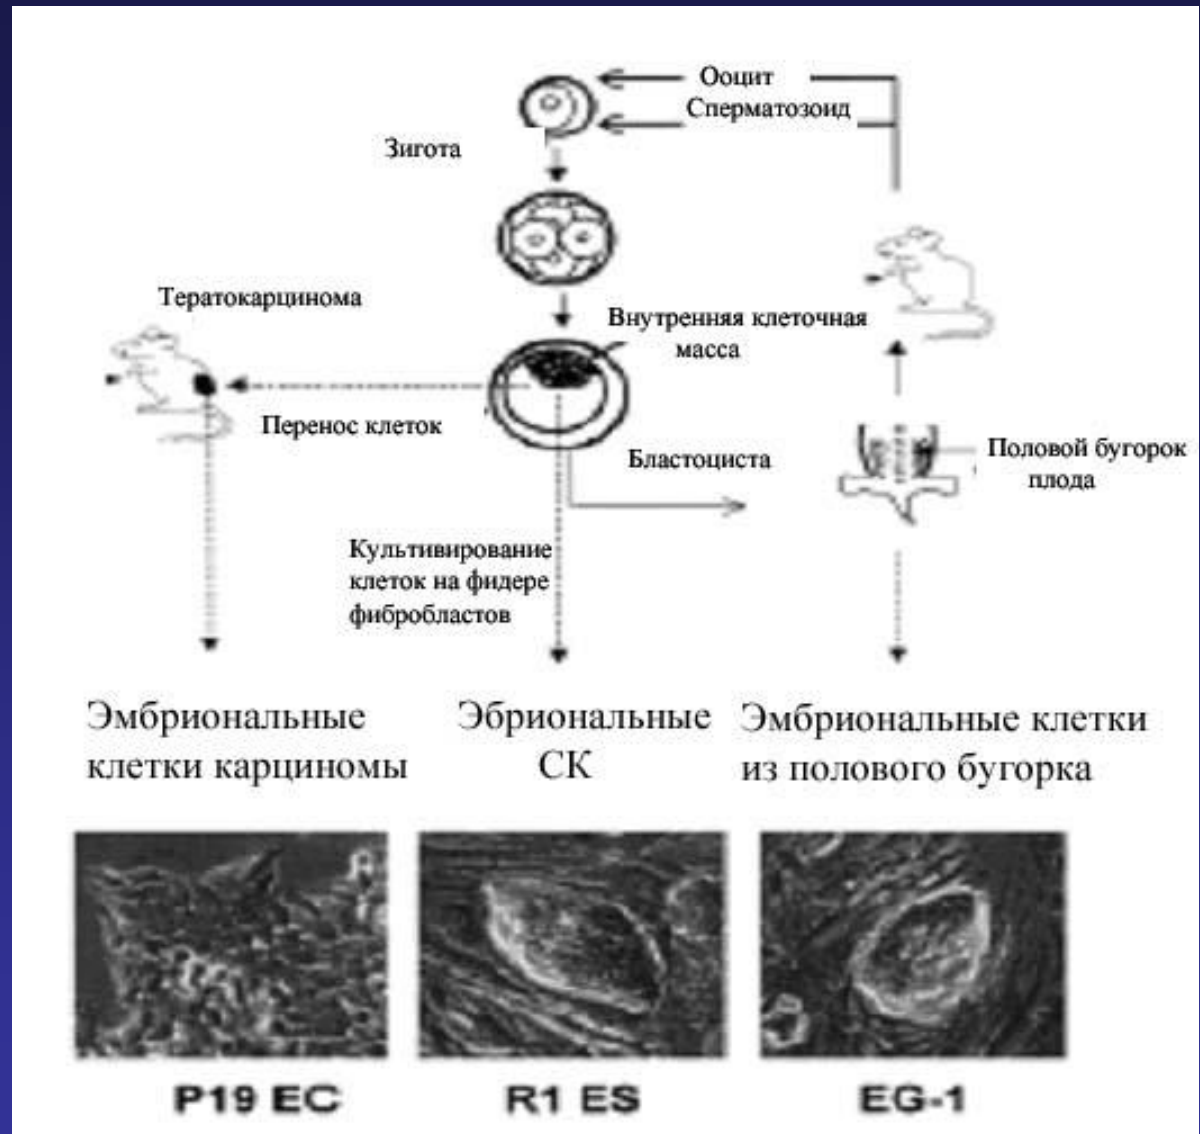 Ооцит
Сперматозоид
Зигота
Тератокарцинома
Внутренняя клеточная
масса
Перенос клеток
Бластоциста
Половой бугорок
плода
Культивирование
клеток на фидере
фибробластов
Эмбриональные
клетки карциномы
Эбриональные
СК
Эмбриональные клетки
из полового бугорка
P19 EC
R1 ES
EG-1